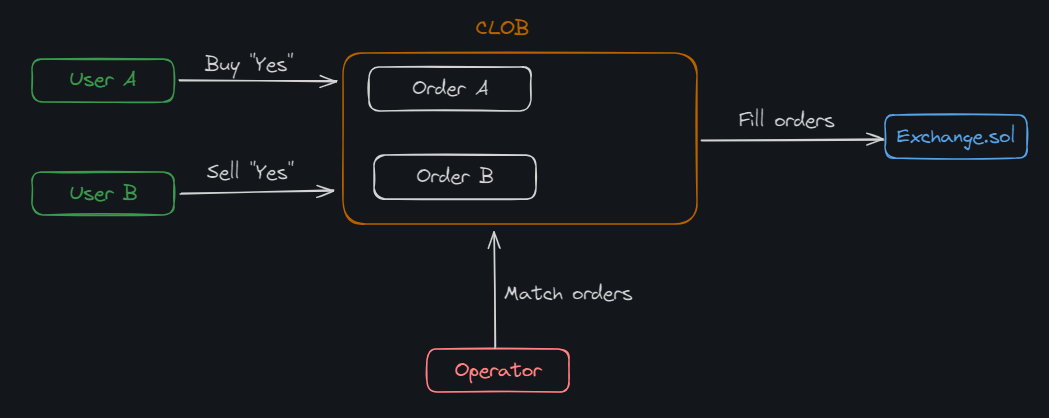 CLOB
User A
Buy "Yes"
Order A
Fill orders
Exchange.sol
User B
Sell "Yes"
Order B
Match orders
Operator